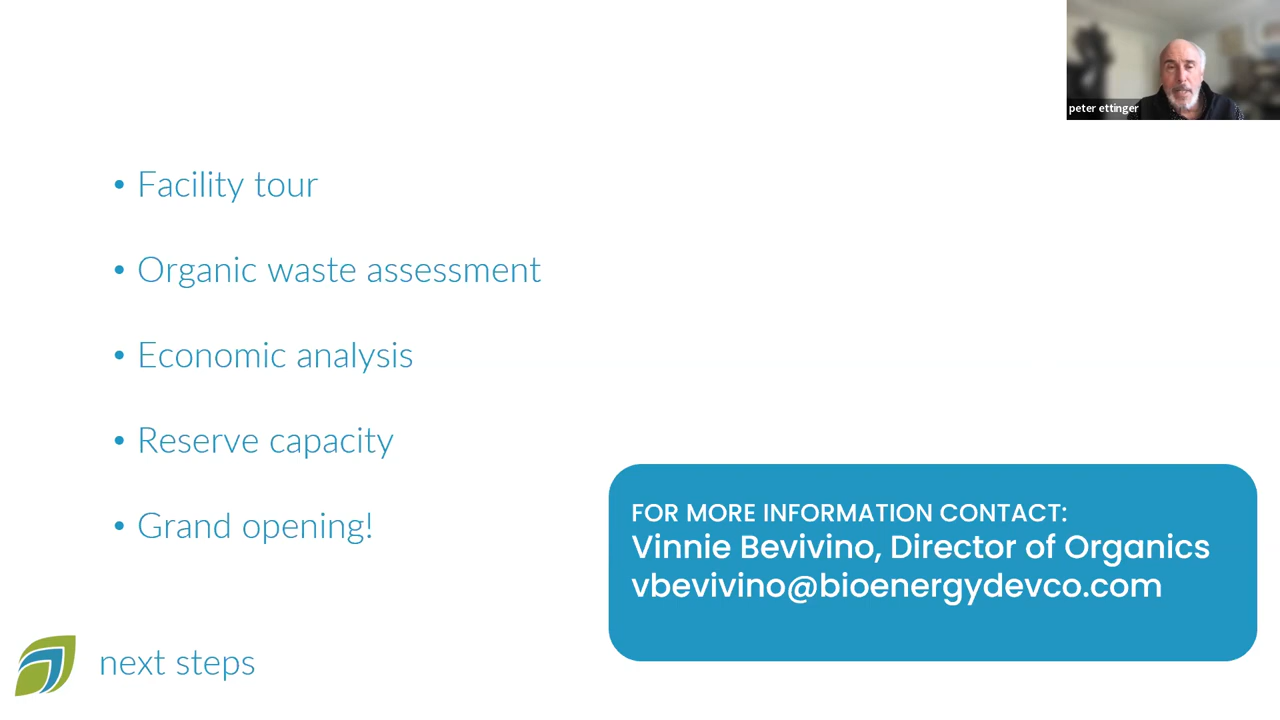 peter ettinger
• Facility tour
• Organic waste assessment
• Economic analysis
• Reserve capacity
• Grand opening!
FOR MORE INFORMATION CONTACT:
Vinnie Bevivino, Director of Organics
vbevivino@bioenergydevco.com
next steps